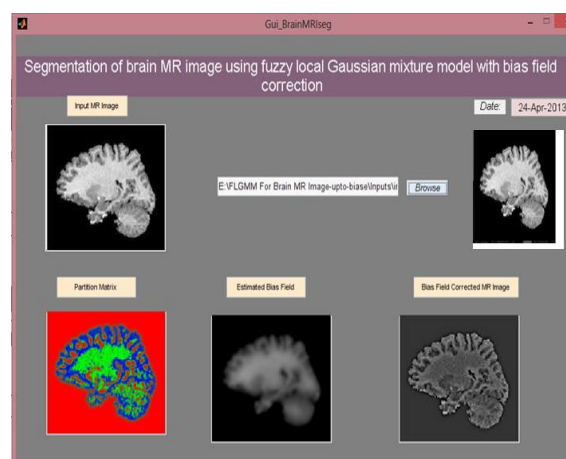 Gui_BrainMRIseg
Segmentation of brain MR image using fuzzy local Gaussian mixture model with bias field
correction
Input MR Image
Date:
24-Apr-2013
E:\FLGMM For Brain MR Image-upto-biase\Inputs\i
Browse
Partition Matrix
Estimated Bias Field
Bias Field Corrected MR Image